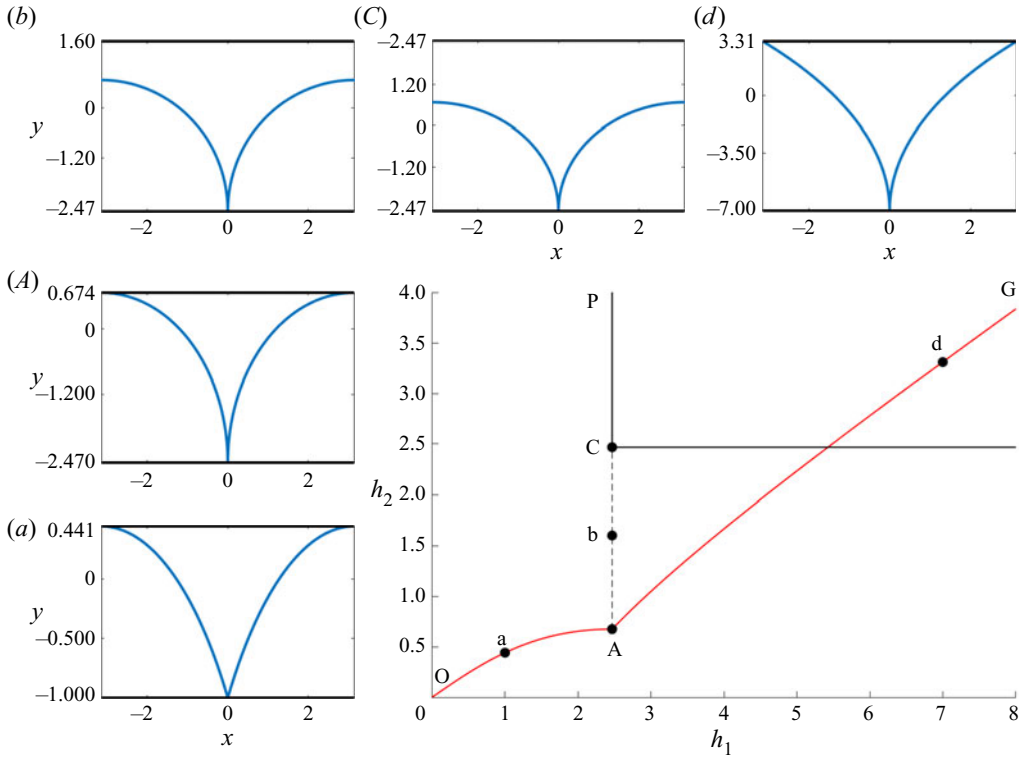 (b)
1.60
y
0
−1.20
−2.47
−2
0
2
(C)
−2.47
1.20
0
−1.20
−2.47
−2
0
2
x
(d)
3.31
0
−3.50
−7.00
−2
0
2
x
(A)
0.674
0
y
−1.200
−2.470
−2
0
2
(a)
0.441
0
y
−0.500
−1.000
−2
0
2
x
4.0
P
G
3.5
d
3.0
2.5
C
h2
2.0
b
1.5
1.0
a
A
0.5
O
0
1
2
3
4
5
6
7
8
h1